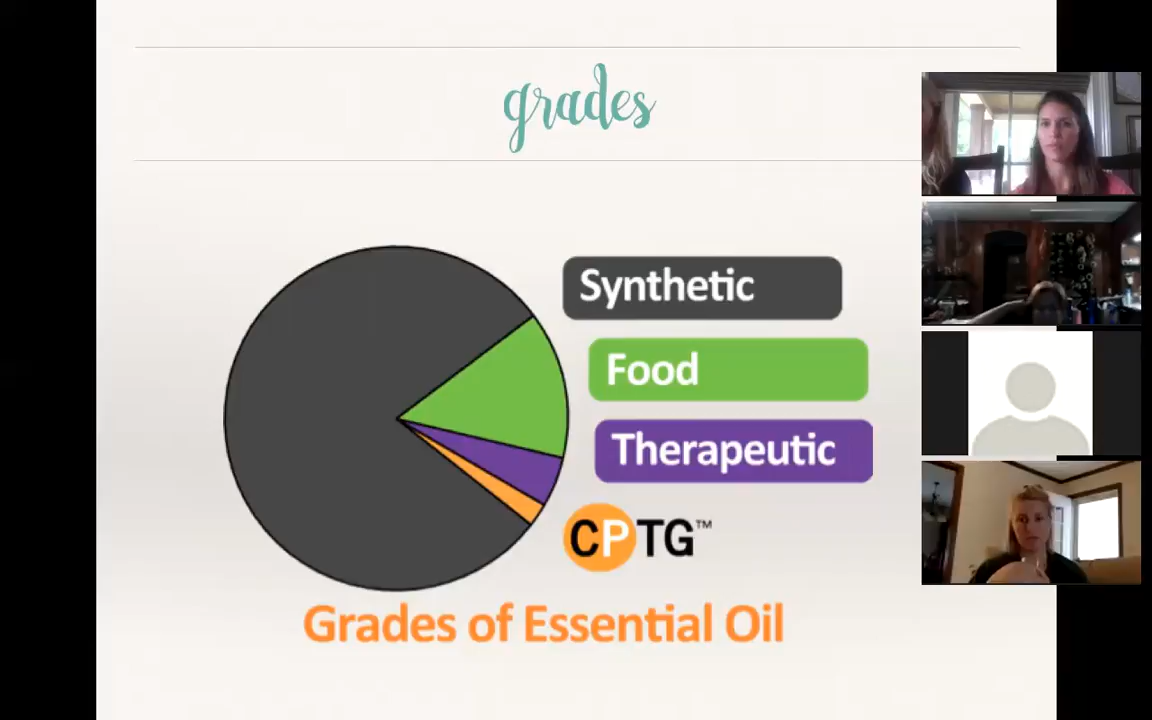 grades
Synthetic
Food
Therapeutic
CPTG™
Grades of Essential Oil